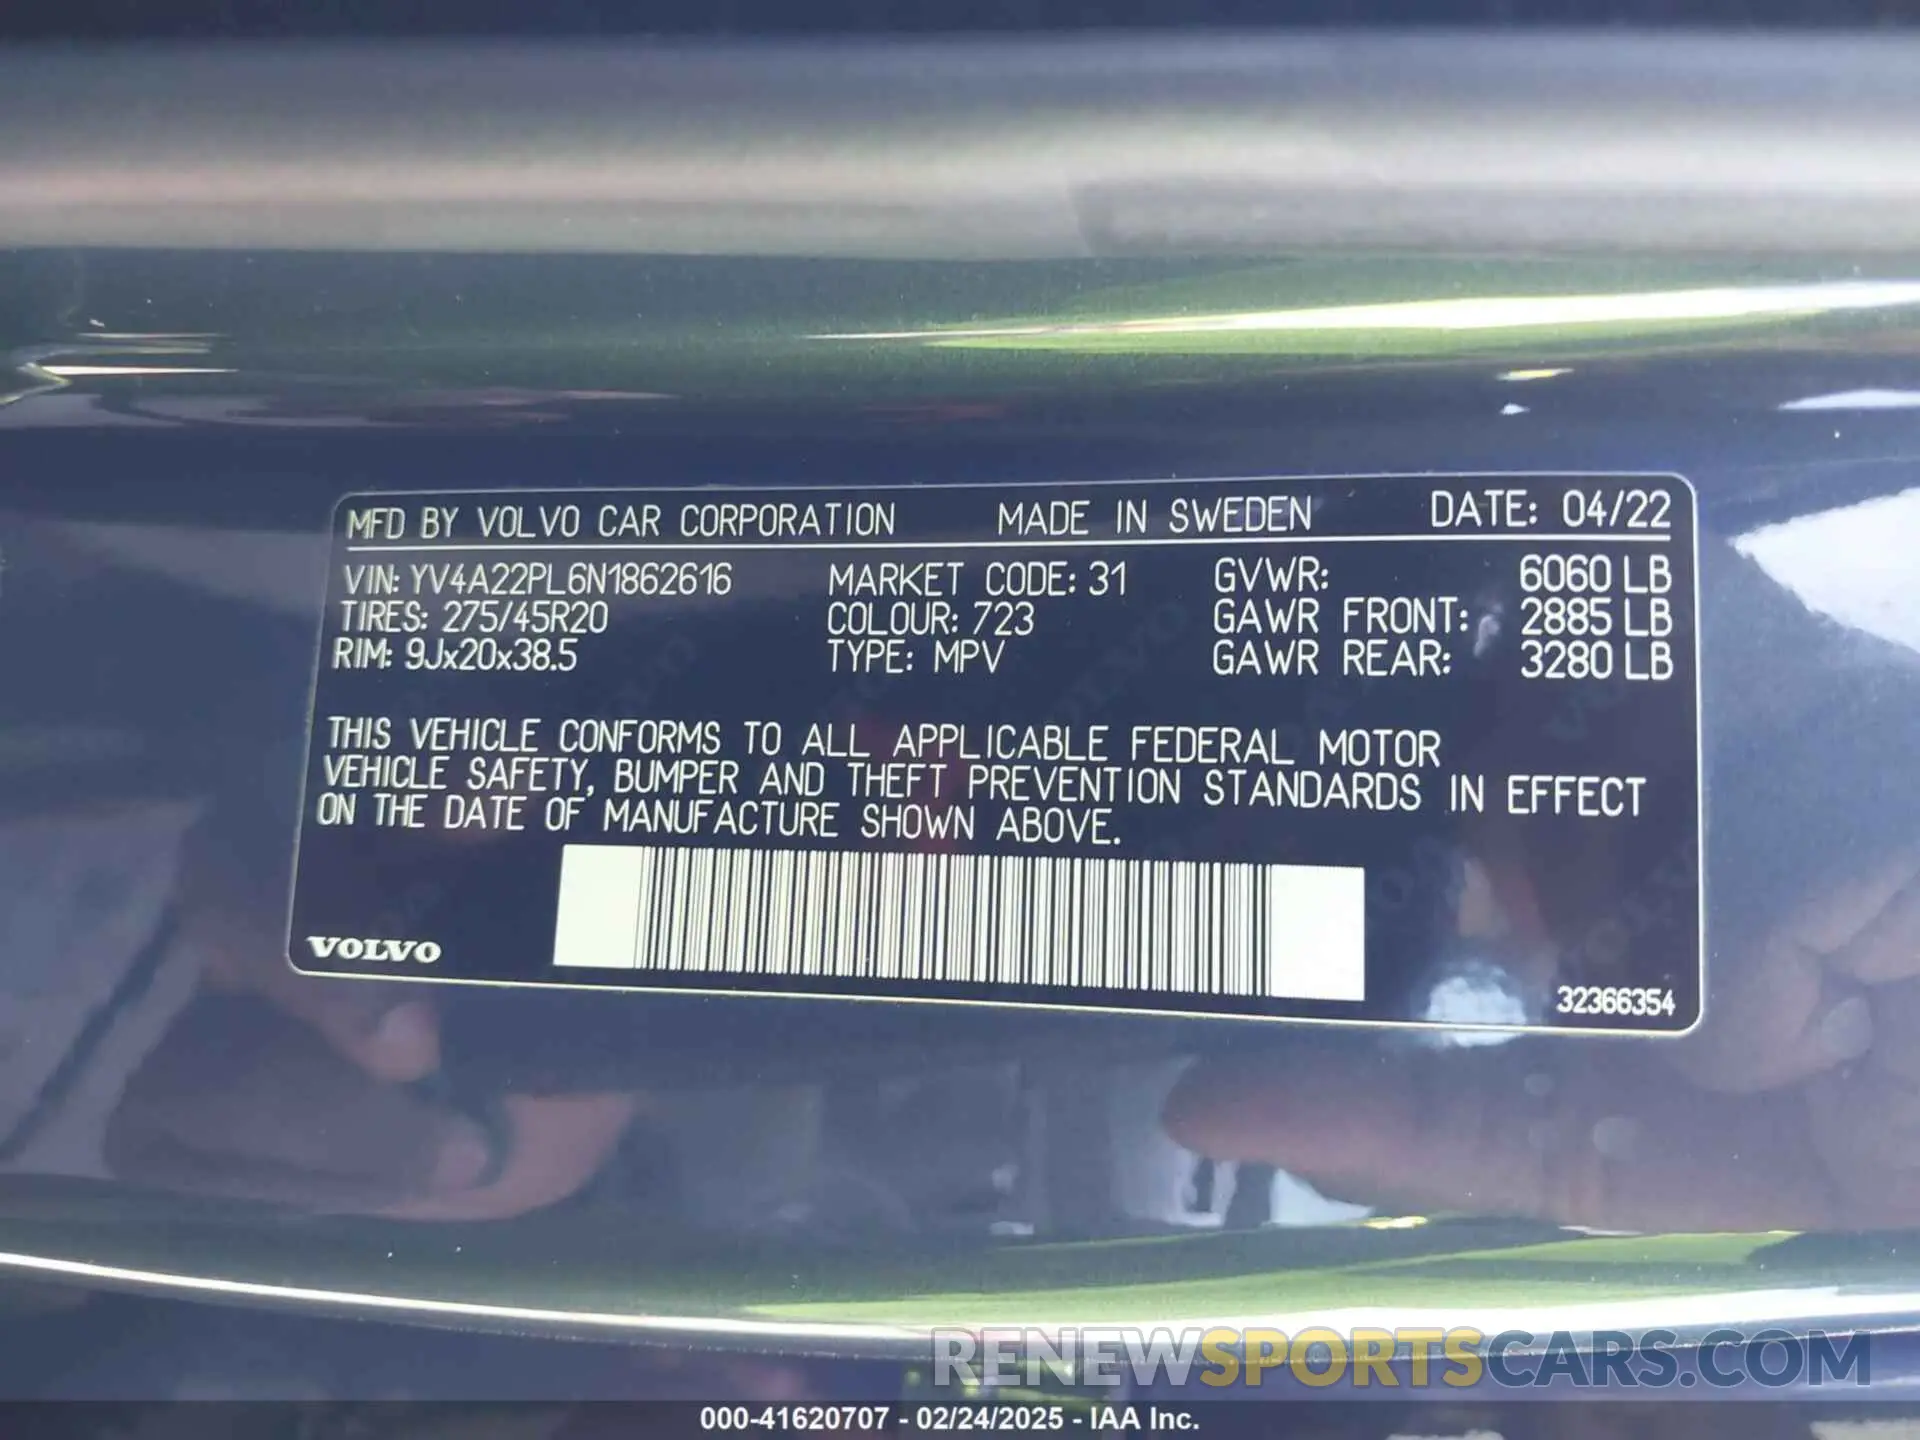 MFD BY VOLVO CAR CORPORATION MADE IN SWEDEN DATE: 04/22
VIN: YV4A22PL6N1862616 MARKET CODE: 31 GVWR: 6060 LB
TIRES: 275/45R20 COLOUR: 723 GAWR FRONT: 2885 LB
RIM: 9Jx20x38.5 TYPE: MPV GAWR REAR: 3280 LB
THIS VEHICLE CONFORMS TO ALL APPLICABLE FEDERAL MOTOR
VEHICLE SAFETY, BUMPER AND THEFT PREVENTION STANDARDS IN EFFECT
ON THE DATE OF MANUFACTURE SHOWN ABOVE.
VOLVO
32366354
RENEWSPORTSCARS.COM
000-41620707 - 02/24/2025 - IAA Inc.